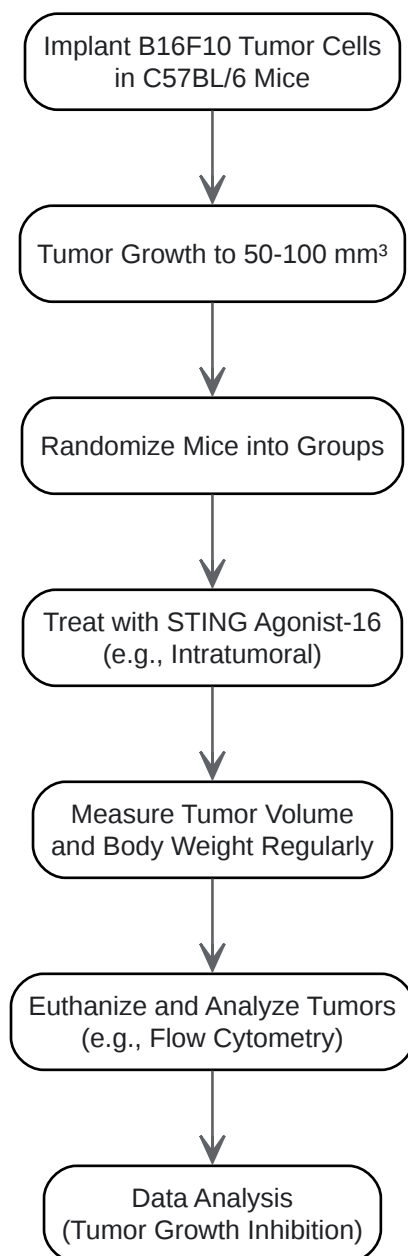 Implant B16F10 Tumor Cells
in C57BL/6 Mice
Tumor Growth to 50-100 mm³
Randomize Mice into Groups
Treat with STING Agonist-16
(e.g., Intratumoral)
Measure Tumor Volume
and Body Weight Regularly
Euthanize and Analyze Tumors
(e.g., Flow Cytometry)
Data Analysis
(Tumor Growth Inhibition)